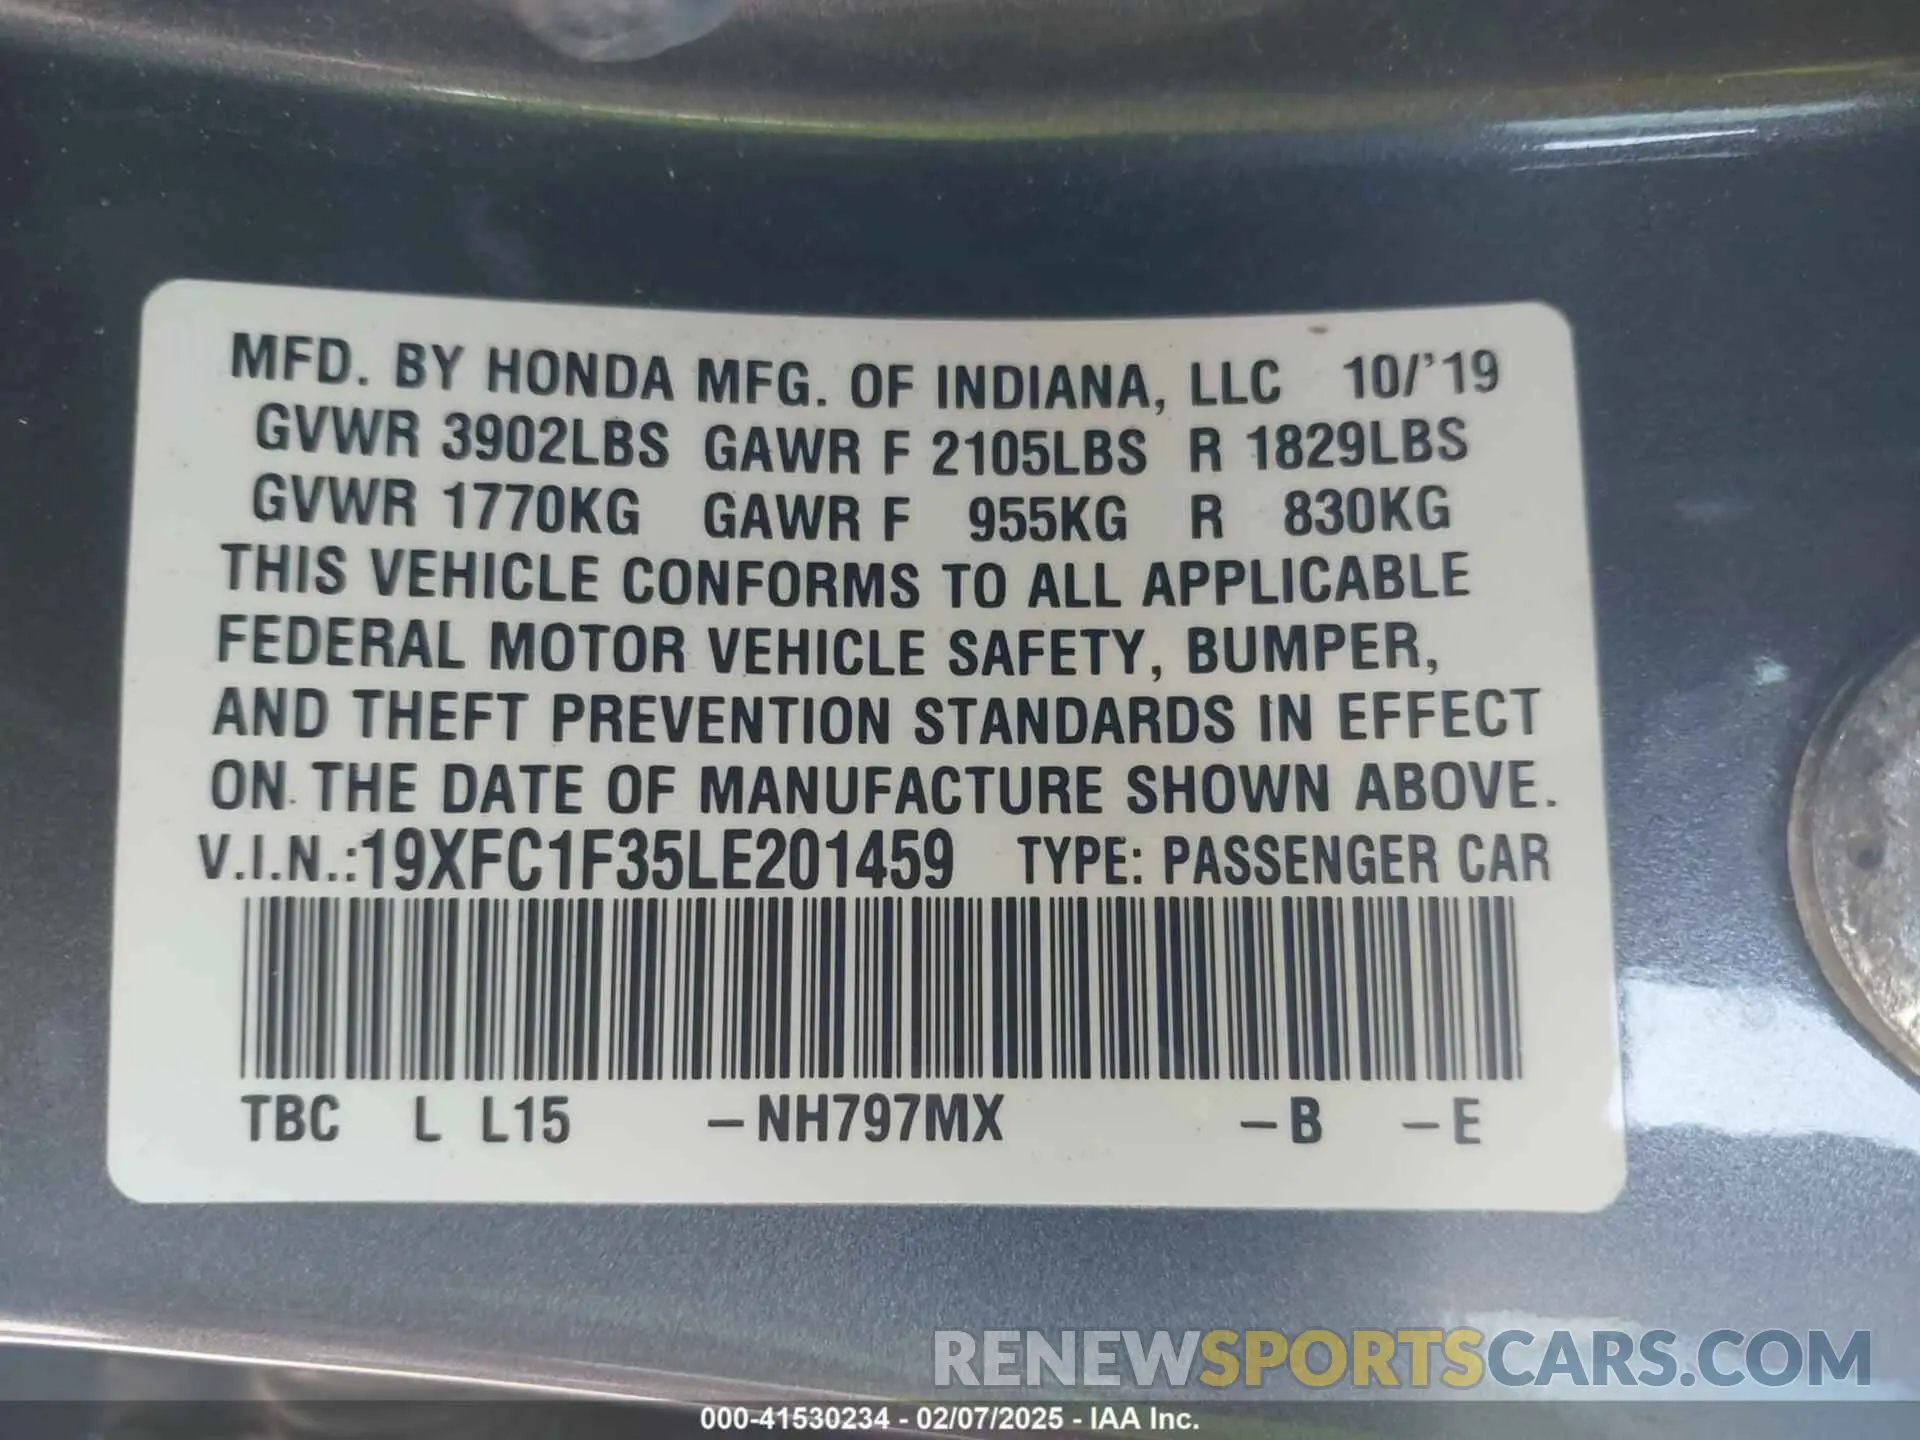 MFD. BY HONDA MFG. OF INDIANA, LLC 10/'19
GVWR 3902LBS GAWR F 2105LBS R 1829LBS
GVWR 1770KG GAWR F 955KG R 830KG
THIS VEHICLE CONFORMS TO ALL APPLICABLE
FEDERAL MOTOR VEHICLE SAFETY, BUMPER,
AND THEFT PREVENTION STANDARDS IN EFFECT
ON THE DATE OF MANUFACTURE SHOWN ABOVE.
V.I.N.:19XFC1F35LE201459 TYPE: PASSENGER CAR
TBC L L15 –NH797MX –B –E
RENEWSPORTSCARS.COM
000-41530234 - 02/07/2025 - IAA Inc.